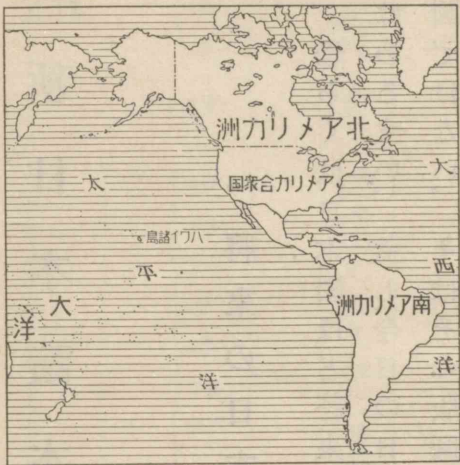 北アメリカ洲
アメリカ合衆国
太平洋
大西洋
ハワイ諸島
大洋
南アメリカ洲